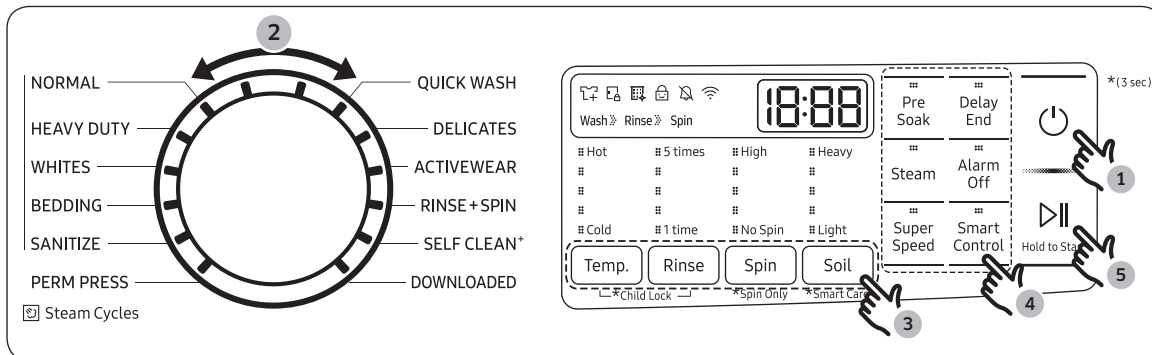 2
NORMAL
HEAVY DUTY
WHITES
BEDDING
SANITIZE
PERM PRESS
Steam Cycles
QUICK WASH
DELICATES
ACTIVEWEAR
RINSE+SPIN
SELF CLEAN+
DOWNLOADED
Wash Rinse Spin
18:88
Hot 5 times High Heavy
Cold 1 time No Spin Light
Temp. Rinse Spin Soil
*Child Lock *Spin Only *Smart Care
3
Pre Soak
Delay End
Steam
Alarm Off
Super Speed
Smart Control
4
*(3 sec)
1
Hold to
5